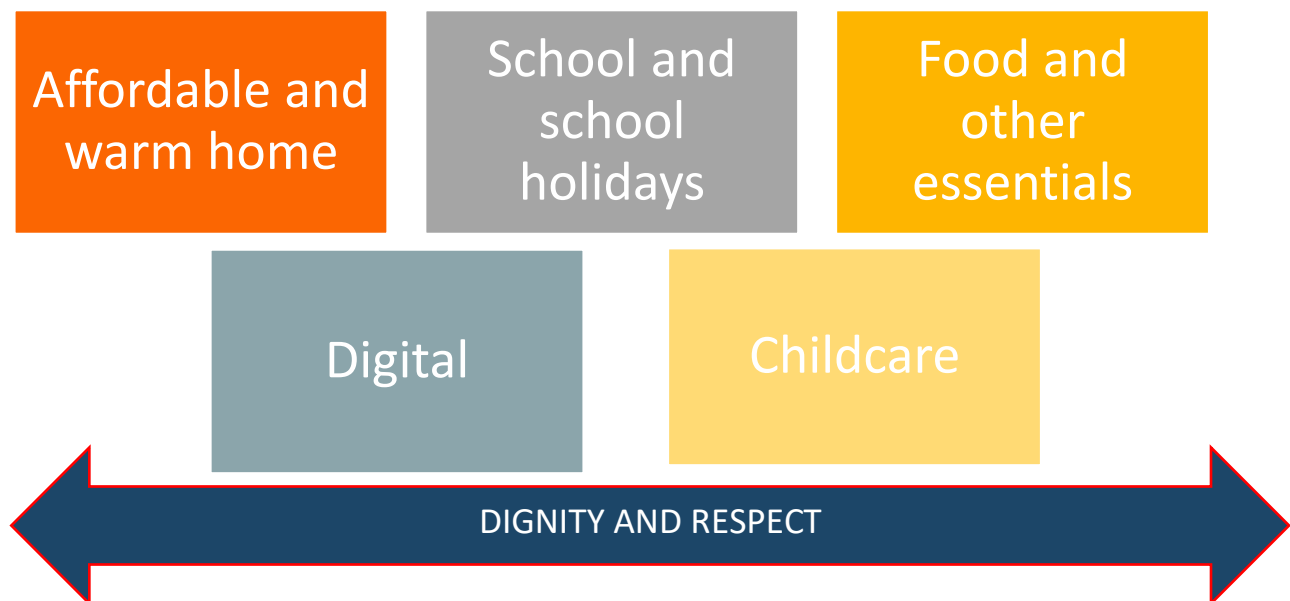 Affordable and
warm home
School and
school
holidays
Food and
other
essentials
Digital
Childcare
DIGNITY AND RESPECT